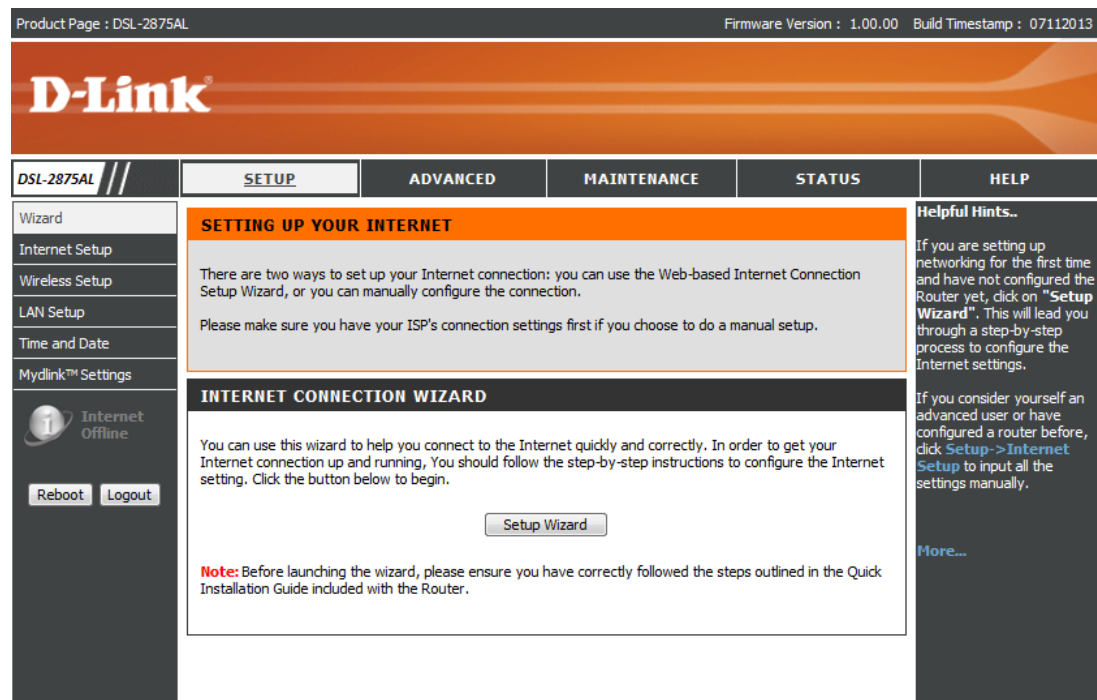 Product Page : DSL-2875AL
Firmware Version : 1.00.00 Build Timestamp : 07112013
D-Link®
DSL-2875AL
SETUP
ADVANCED
MAINTENANCE
STATUS
HELP
Wizard
Internet Setup
Wireless Setup
LAN Setup
Time and Date
Mydlink™ Settings
Internet
Offline
Reboot
Logout
SETTING UP YOUR INTERNET
There are two ways to set up your Internet connection: you can use the Web-based Internet Connection
Setup Wizard, or you can manually configure the connection.
Please make sure you have your ISP's connection settings first if you choose to do a manual setup.
INTERNET CONNECTION WIZARD
You can use this wizard to help you connect to the Internet quickly and correctly. In order to get your
Internet connection up and running, You should follow the step-by-step instructions to configure the Internet
setting. Click the button below to begin.
Setup Wizard
Note: Before launching the wizard, please ensure you have correctly followed the steps outlined in the Quick
Installation Guide included with the Router.
Helpful Hints..
If you are setting up
networking for the first time
and have not configured the
Router yet, click on "Setup
Wizard". This will lead you
through a step-by-step
process to configure the
Internet settings.
If you consider yourself an
advanced user or have
configured a router before,
click Setup->Internet
Setup to input all the
settings manually.
More...